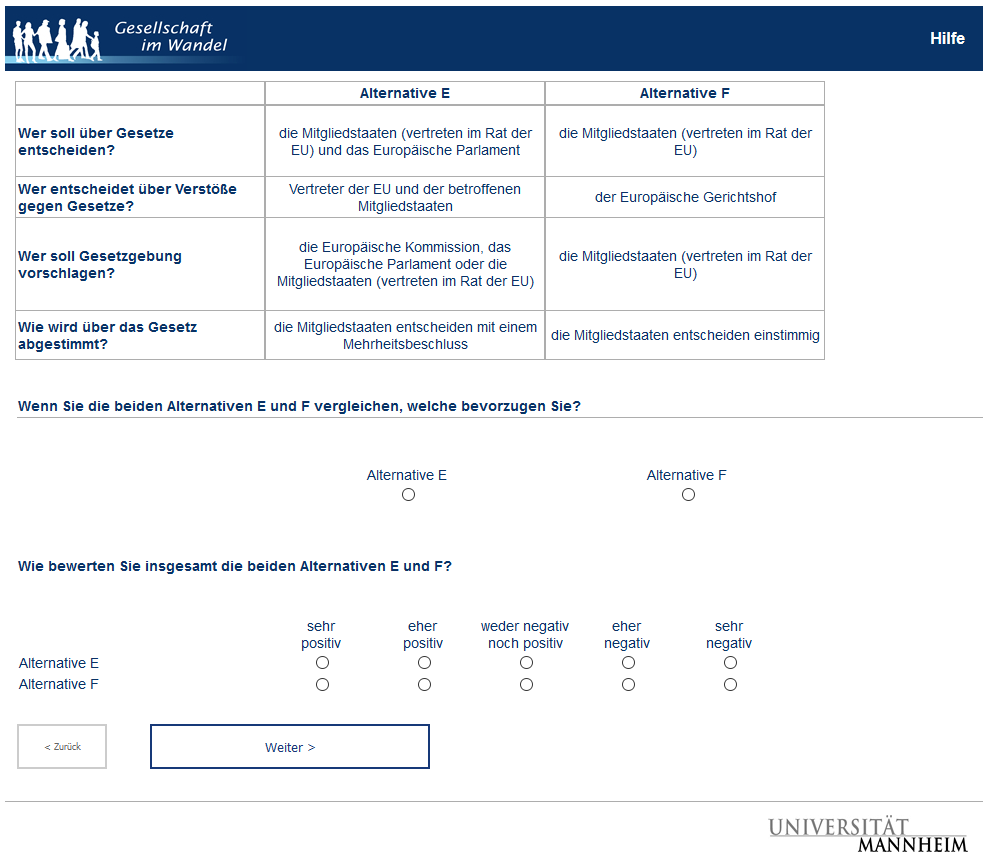 Gesellschaft
im Wandel
Hilfe
Alternative E
Alternative F
Wer soll über Gesetze
entscheiden?
die Mitgliedstaaten (vertreten im Rat der
EU) und das Europäische Parlament
die Mitgliedstaaten (vertreten im Rat der
EU)
Wer entscheidet über Verstöße
gegen Gesetze?
Vertreter der EU und der betroffenen
Mitgliedstaaten
der Europäische Gerichtshof
Wer soll Gesetzgebung
vorschlagen?
die Europäische Kommission, das
Europäische Parlament oder die
Mitgliedstaaten (vertreten im Rat der EU)
die Mitgliedstaaten (vertreten im Rat der
EU)
Wie wird über das Gesetz
abgestimmt?
die Mitgliedstaaten entscheiden mit einem
Mehrheitsbeschluss
die Mitgliedstaaten entscheiden einstimmig
Wenn Sie die beiden Alternativen E und F vergleichen, welche bevorzugen Sie?
Alternative E
Alternative F
Wie bewerten Sie insgesamt die beiden Alternativen E und F?
sehr
positiv
eher
positiv
weder negativ
noch positiv
eher
negativ
sehr
negativ
Alternative E
Alternative F
< Zurück
Weiter >
UNIVERSITÄT
MANNHEIM